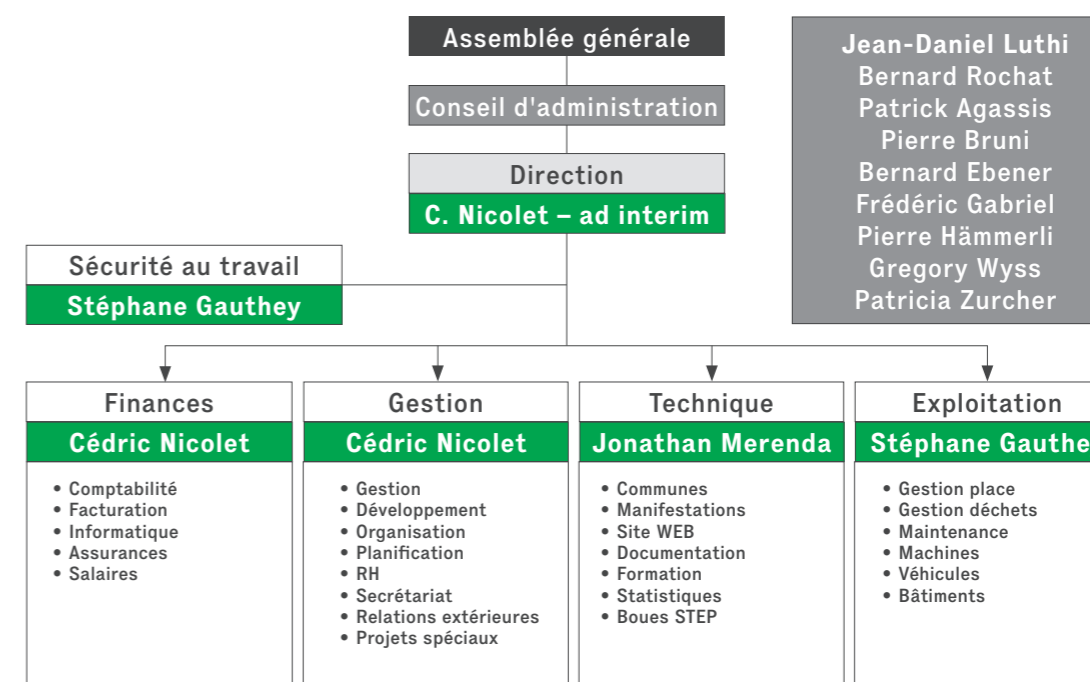 Assemblée générale
Conseil d'administration
Direction
C. Nicolet – ad interim
Jean-Daniel Luthi
Bernard Rochat
Patrick Agassis
Pierre Bruni
Bernard Ebener
Frédéric Gabriel
Pierre Hämmerli
Gregory Wyss
Patricia Zurcher
Sécurité au travail
Stéphane Gauthey
Finances
Cédric Nicolet
• Comptabilité
• Facturation
• Informatique
• Assurances
• Salaires
Gestion
Cédric Nicolet
• Gestion
• Développement
• Organisation
• Planification
• RH
• Secrétariat
• Relations extérieures
• Projets spéciaux
Technique
Jonathan Merenda
• Communes
• Manifestations
• Site WEB
• Documentation
• Formation
• Statistiques
• Boues STEP
Exploitation
Stéphane Gauthe
• Gestion place
• Gestion déchets
• Maintenance
• Machines
• Véhicules
• Bâtiments